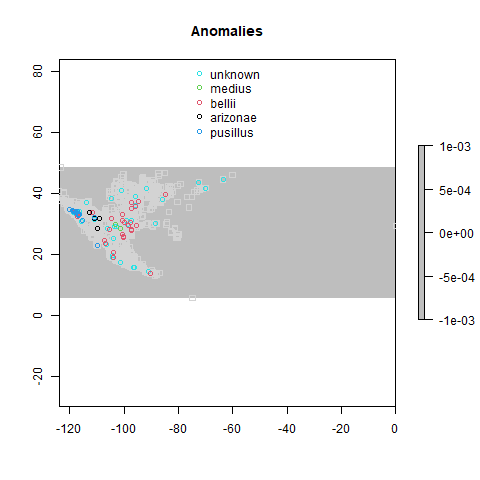 Anomalies
unknown
medius
bellii
arizonae
pusillus
80
60
40
20
0
-20
-120
-100
-80
-60
-40
-20
0
1e-03
5e-04
0e+00
-5e-04
-1e-03